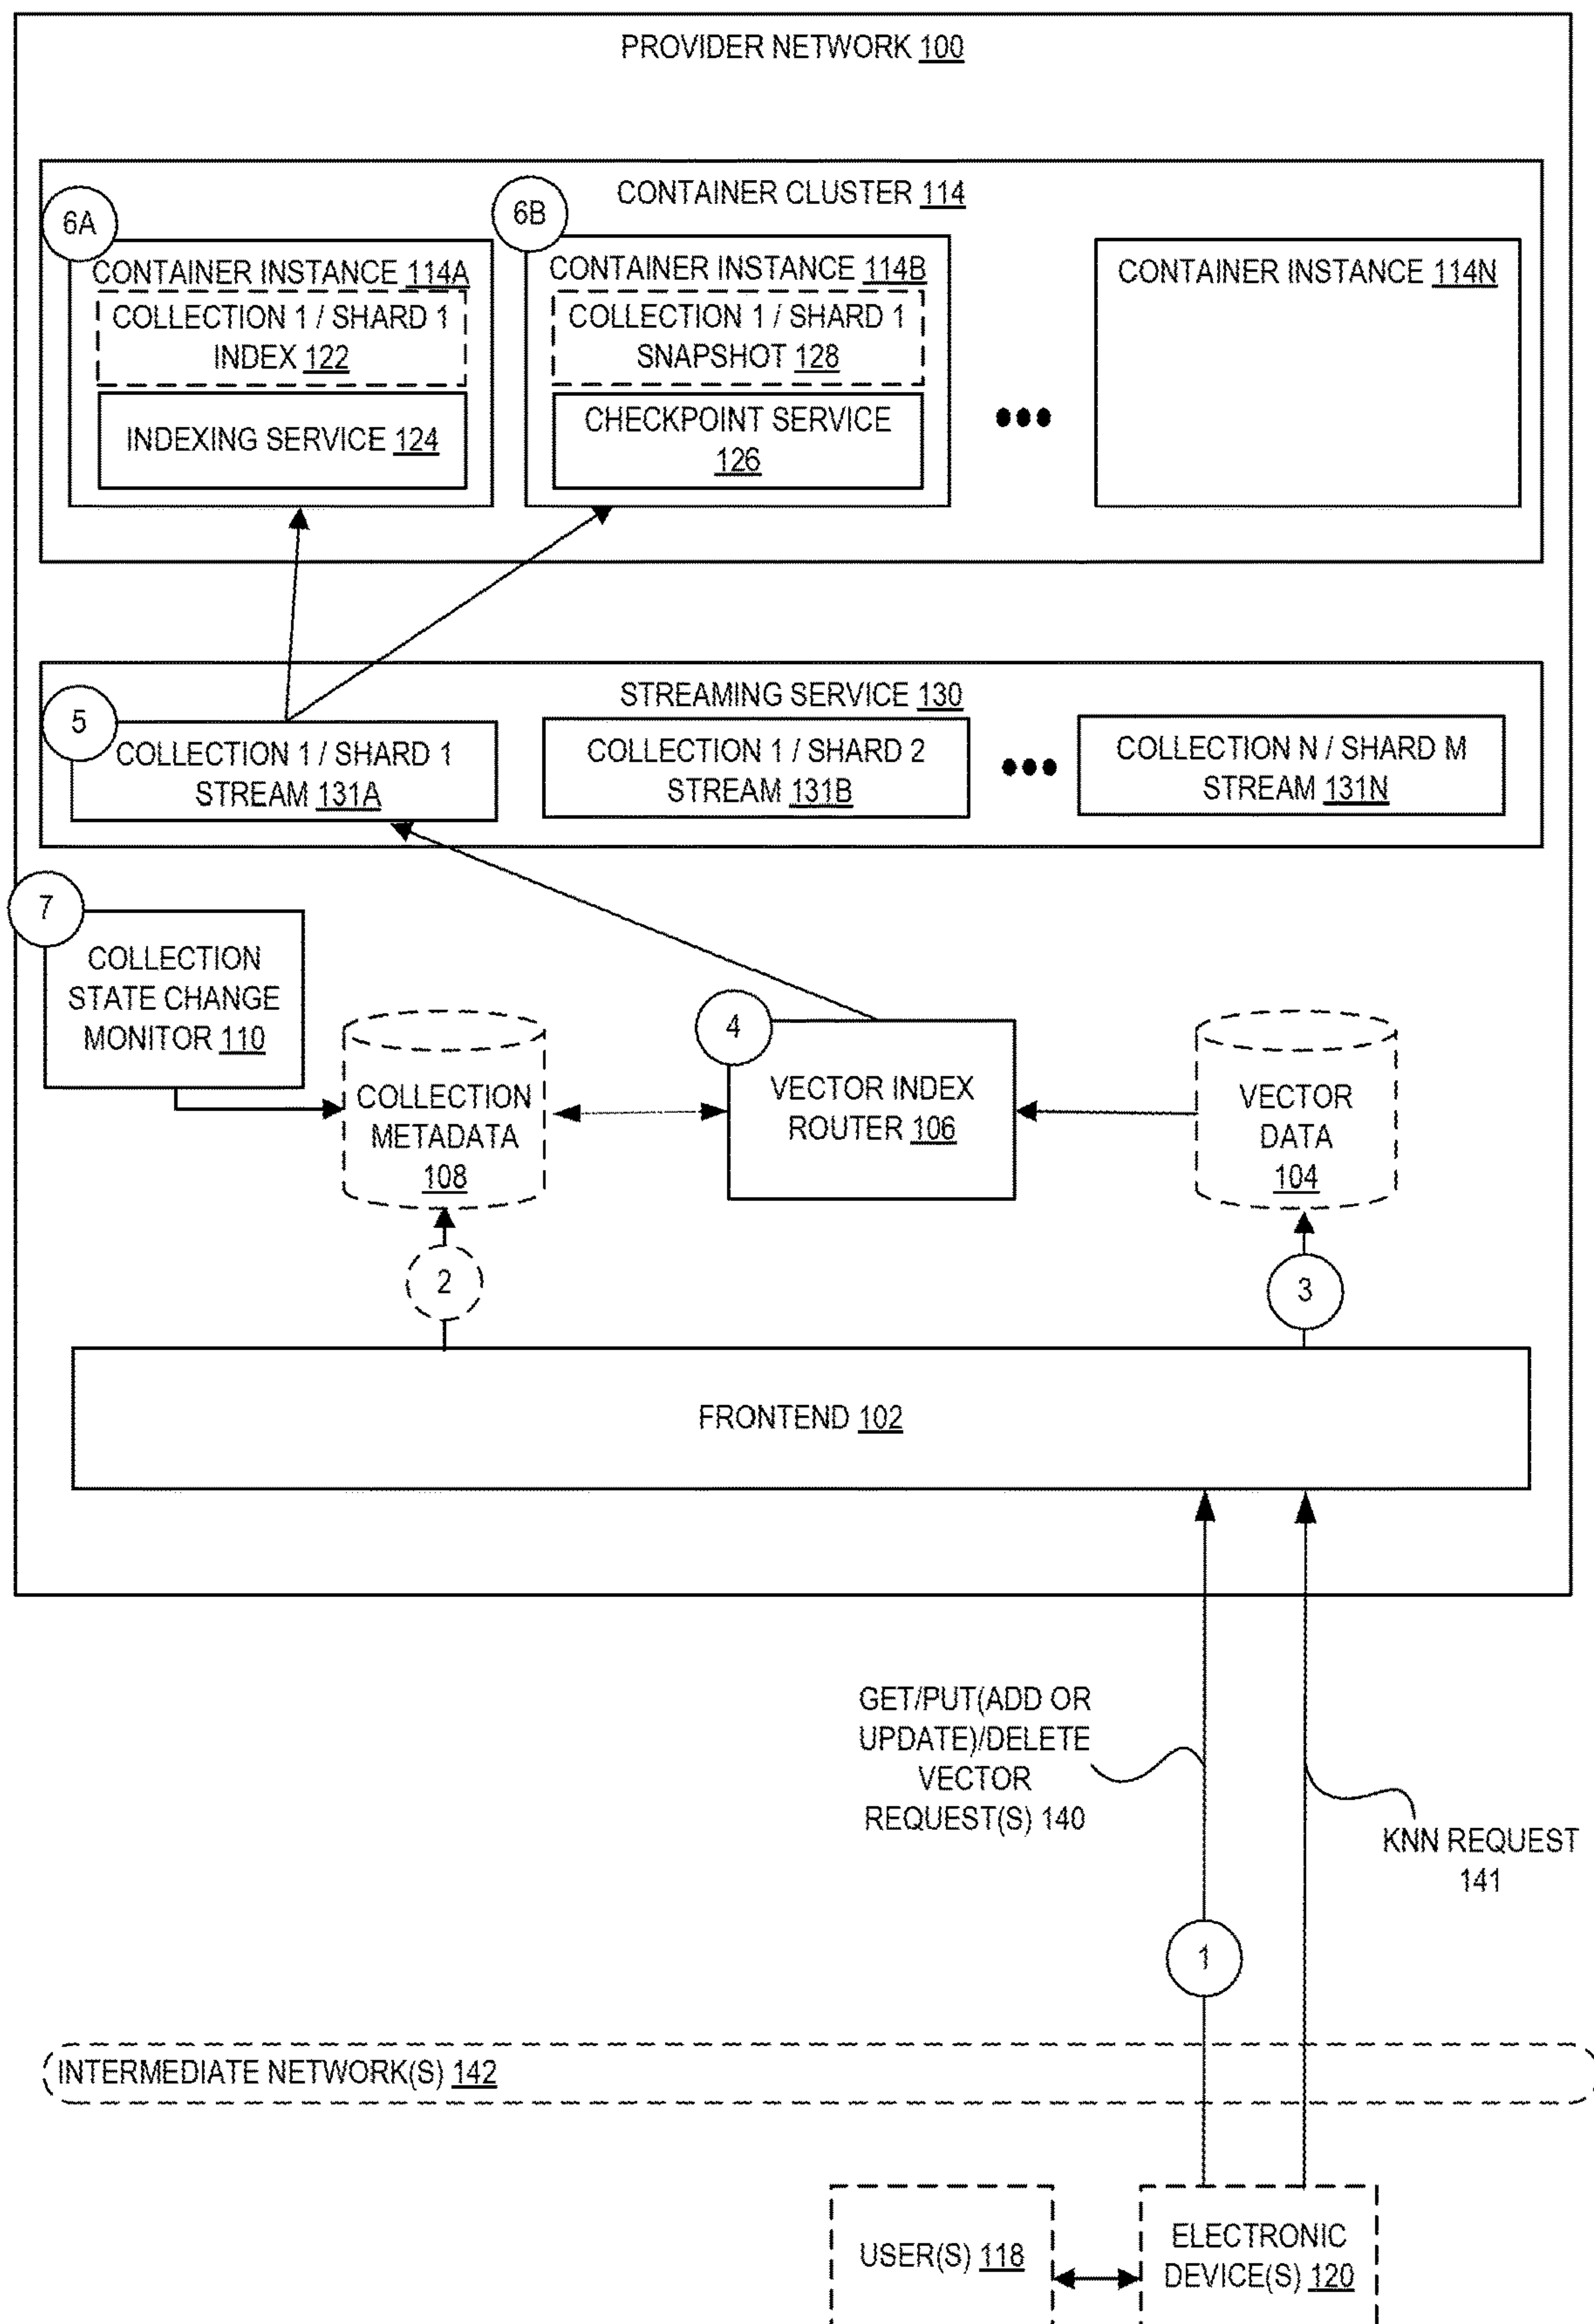 PROVIDER NETWORK 100
CONTAINER CLUSTER 114
6A
6B
CONTAINER INSTANCE 114A
COLLECTION 1 / SHARD 1
INDEX 122
INDEXING SERVICE 124
CONTAINER INSTANCE 114B
COLLECTION 1 / SHARD 1
SNAPSHOT 128
CHECKPOINT SERVICE
126
CONTAINER INSTANCE 114N
STREAMING SERVICE 130
5
COLLECTION 1 / SHARD 1
STREAM 131A
COLLECTION 1 / SHARD 2
STREAM 131B
COLLECTION N / SHARD M
STREAM 131N
7
COLLECTION
STATE CHANGE
MONITOR 110
COLLECTION
METADATA
108
4
VECTOR INDEX
ROUTER 106
VECTOR
DATA
104
2
3
FRONTEND 102
GET/PUT(ADD OR
UPDATE)/DELETE
VECTOR
REQUEST(S) 140
KNN REQUEST
141
1
INTERMEDIATE NETWORK(S) 142
USER(S) 118
ELECTRONIC
DEVICE(S) 120